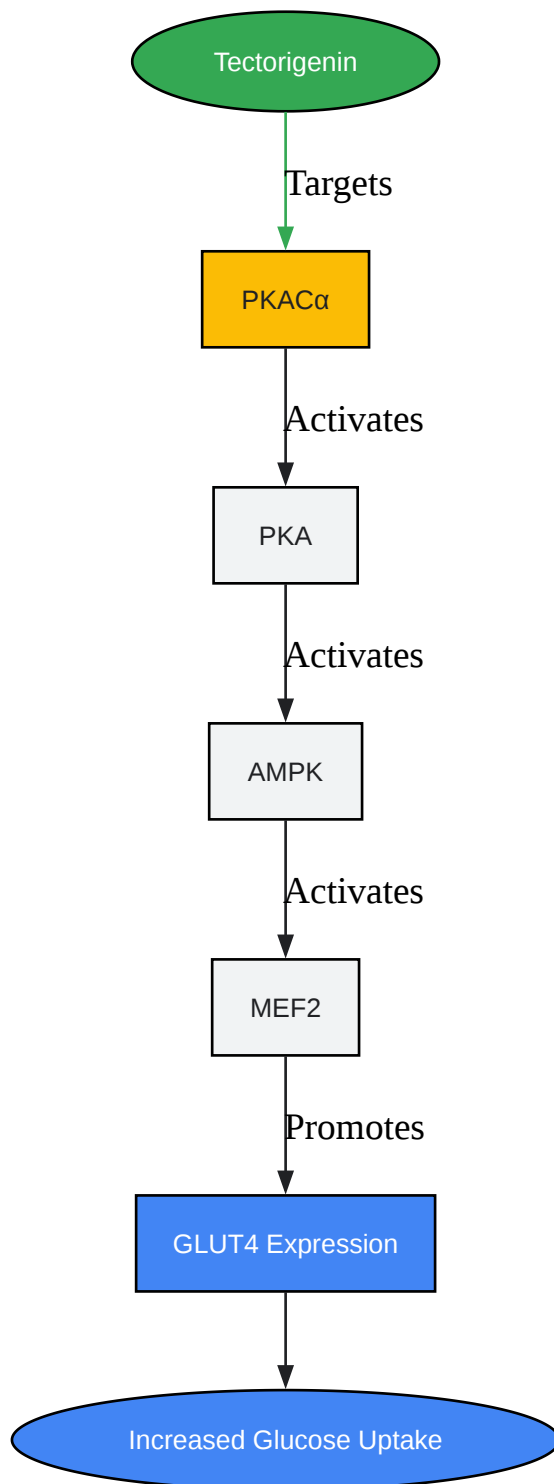 Tectorigenin
Targets
PKACα
Activates
PKA
Activates
AMPK
Activates
MEF2
Promotes
GLUT4 Expression
Increased Glucose Uptake